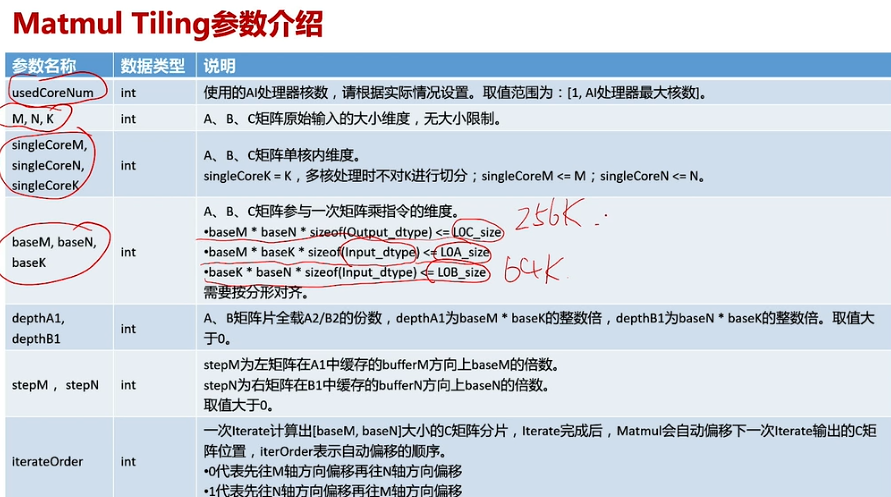 Matmul Tiling参数介绍
参数名称 数据类型 说明
usedCoreNum int 使用的AI处理器核数，请根据实际情况设置。取值范围为：[1, AI处理器最大核数]。
M, N, K int A、B、C矩阵原始输入的大小维度，无大小限制。
singleCoreM,
singleCoreN,
singleCoreK
int
A、B、C矩阵单核内维度。
singleCoreK = K，多核处理时不对K进行切分；singleCoreM <= M；singleCoreN <= N。
baseM, baseN,
baseK
int
A、B、C矩阵参与一次矩阵乘指令的维度。
•baseM * baseN * sizeof(Output_dtype) <= L0C_size 256K
•baseM * baseK * sizeof(Input_dtype) <= L0A_size
•baseK * baseN * sizeof(Input_dtype) <= L0B_size 64K
需要按分形对齐。
depthA1,
depthB1
int
A、B矩阵片全载A2/B2的份数，depthA1为baseM * baseK的整数倍，depthB1为baseN * baseK的整数倍。取值大
于0。
stepM ，stepN int
stepM为左矩阵在A1中缓存的bufferM方向上baseM的倍数。
stepN为右矩阵在B1中缓存的bufferN方向上baseN的倍数。
取值大于0。
iterateOrder int
一次Iterate计算出[baseM, baseN]大小的C矩阵分片，Iterate完成后，Matmul会自动偏移下一次Iterate输出的C矩
阵位置，iterOrder表示自动偏移的顺序。
•0代表先往M轴方向偏移再往N轴方向偏移
•1代表先往N轴方向偏移再往M轴方向偏移